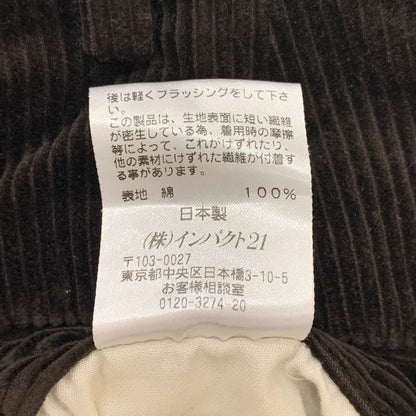 後は軽くブラッシングをして下さ
い。
この製品は、生地表面に短い繊維
が密生している為、着用時の摩擦
等によって、これがけずれたり、
他の素材にけずれた繊維が付着す
る事があります。
表地 綿 100%
日本製
(株)インパクト21
〒103-0027
東京都中央区日本橋3-10-5
お客様相談室
0120-3274-20